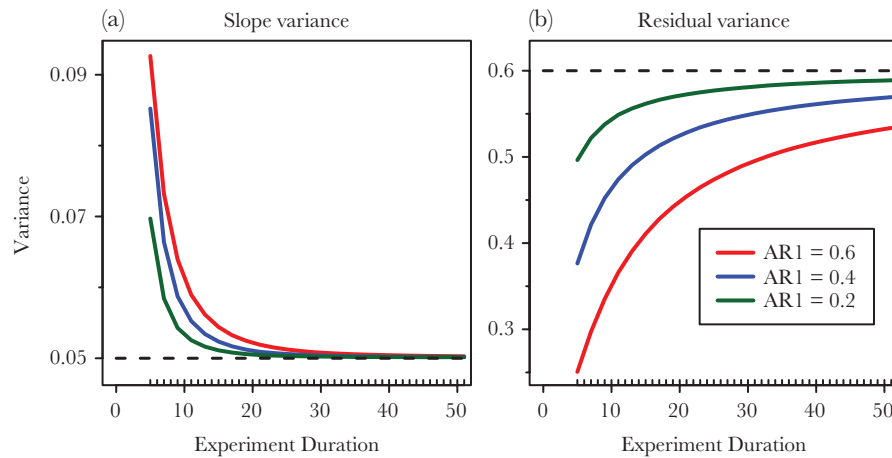 (a) Slope variance
(b) Residual variance
Variance
0.09
0.07
0.05
0 10 20 30 40 50
Experiment Duration
0.6
0.5
0.4
0.3
0 10 20 30 40 50
Experiment Duration
AR1 = 0.6
AR1 = 0.4
AR1 = 0.2